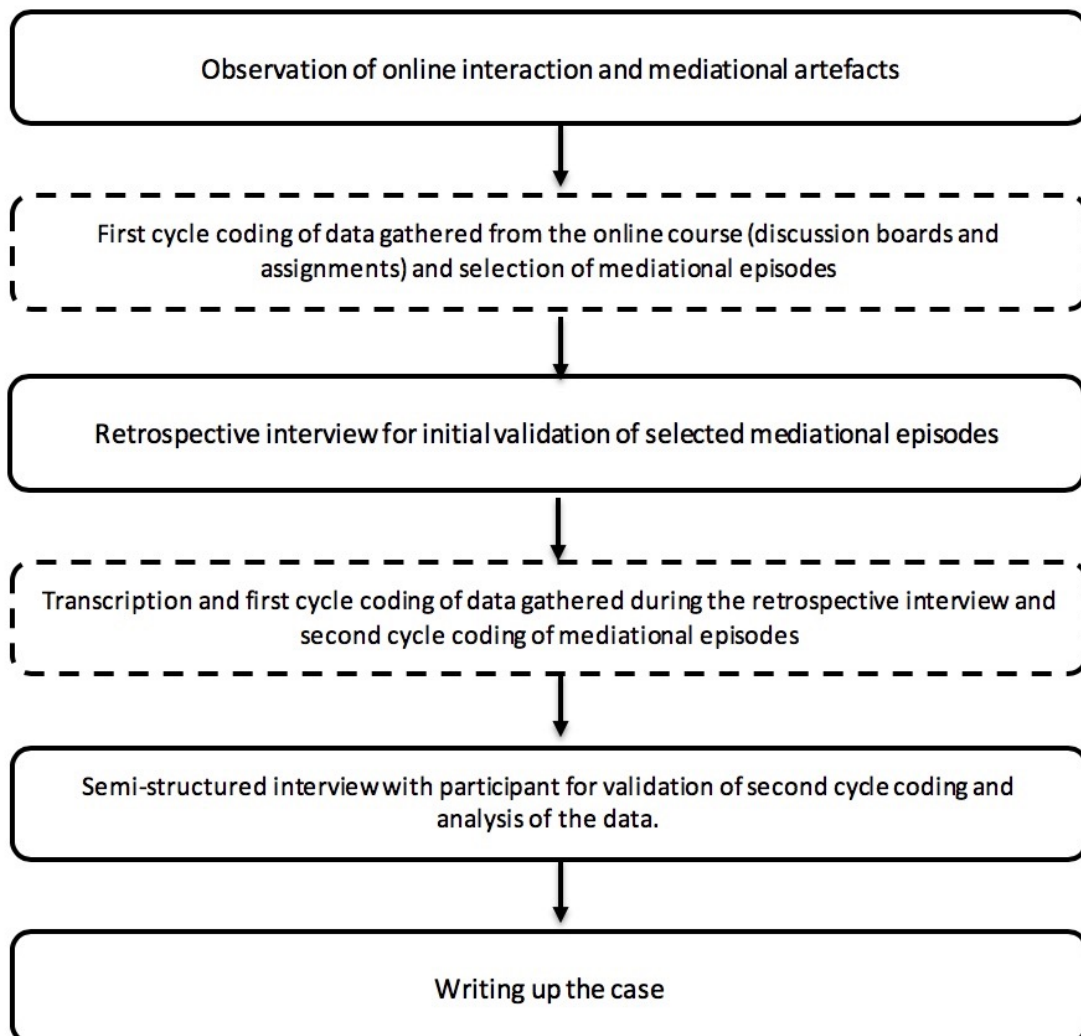 Observation of online interaction and mediational artefacts
First cycle coding of data gathered from the online course (discussion boards and
assignments) and selection of mediational episodes
Retrospective interview for initial validation of selected mediational episodes
Transcription and first cycle coding of data gathered during the retrospective interview and
second cycle coding of mediational episodes
Semi-structured interview with participant for validation of second cycle coding and
analysis of the data.
Writing up the case